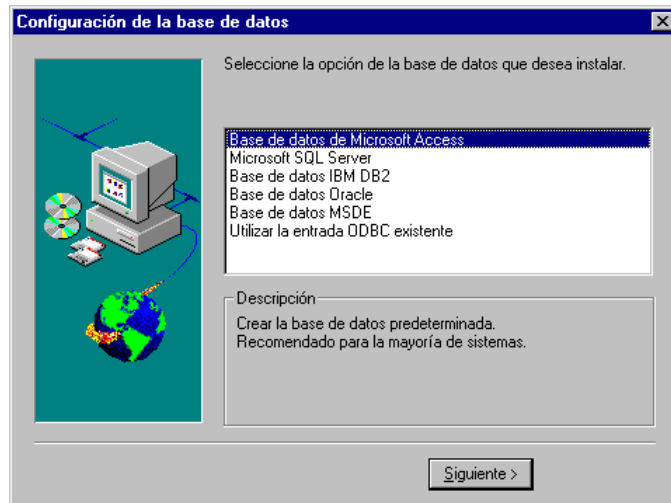 Configuración de la base de datos
Seleccione la opción de la base de datos que desea instalar.
Base de datos de Microsoft Access
Microsoft SQL Server
Base de datos IBM DB2
Base de datos Oracle
Base de datos MSDE
Utilizar la entrada ODBC existente
Descripción
Crear la base de datos predeterminada.
Recomendado para la mayoría de sistemas.
Siguiente >